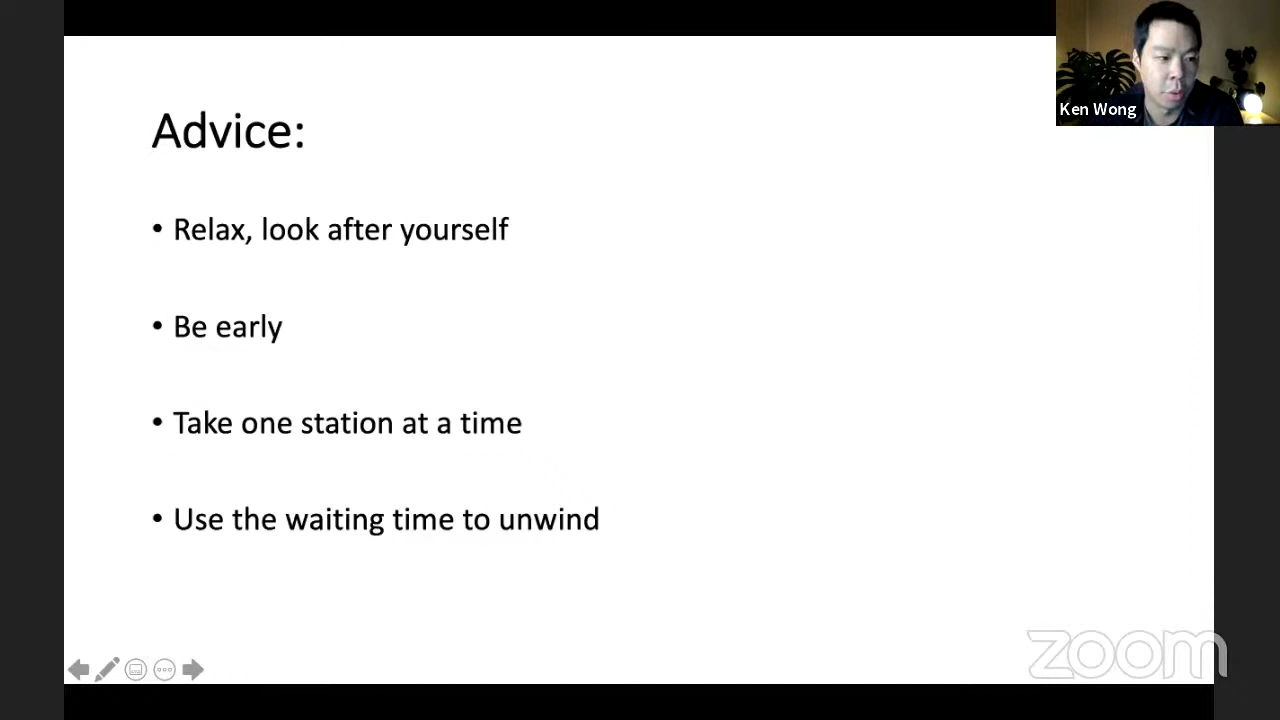 Ken Wong
Advice:
• Relax, look after yourself
• Be early
• Take one station at a time
• Use the waiting time to unwind
zoom